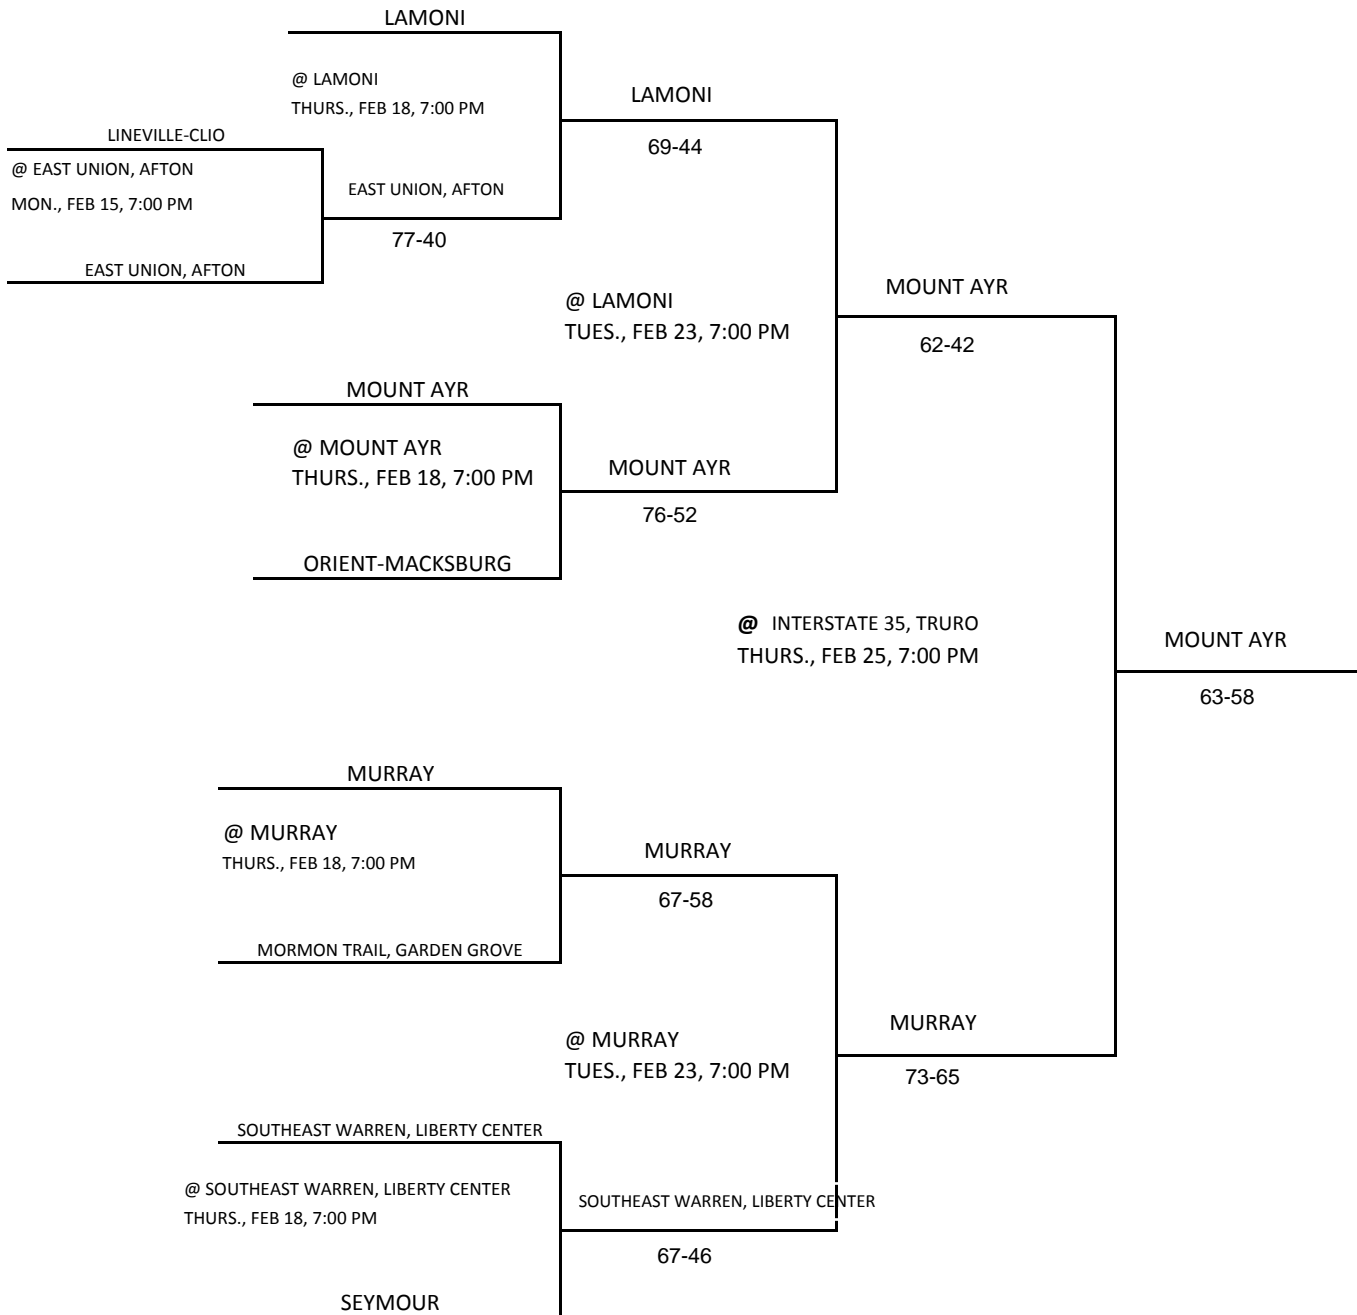 LAMONI
@ LAMONI
THURS., FEB 18, 7:00 PM
LAMONI
69-44
LINEVILLE-CLIO
@ EAST UNION, AFTON
MON., FEB 15, 7:00 PM
EAST UNION, AFTON
77-40
EAST UNION, AFTON
@ LAMONI
TUES., FEB 23, 7:00 PM
MOUNT AYR
62-42
MOUNT AYR
@ MOUNT AYR
THURS., FEB 18, 7:00 PM
MOUNT AYR
76-52
ORIENT-MACKSBURG
@ INTERSTATE 35, TRURO
THURS., FEB 25, 7:00 PM
MOUNT AYR
63-58
MURRAY
@ MURRAY
THURS., FEB 18, 7:00 PM
MURRAY
67-58
MORMON TRAIL, GARDEN GROVE
@ MURRAY
TUES., FEB 23, 7:00 PM
MURRAY
73-65
SOUTHEAST WARREN, LIBERTY CENTER
@ SOUTHEAST WARREN, LIBERTY CENTER
THURS., FEB 18, 7:00 PM
SOUTHEAST WARREN, LIBERTY CENTER
67-46
SEYMOUR